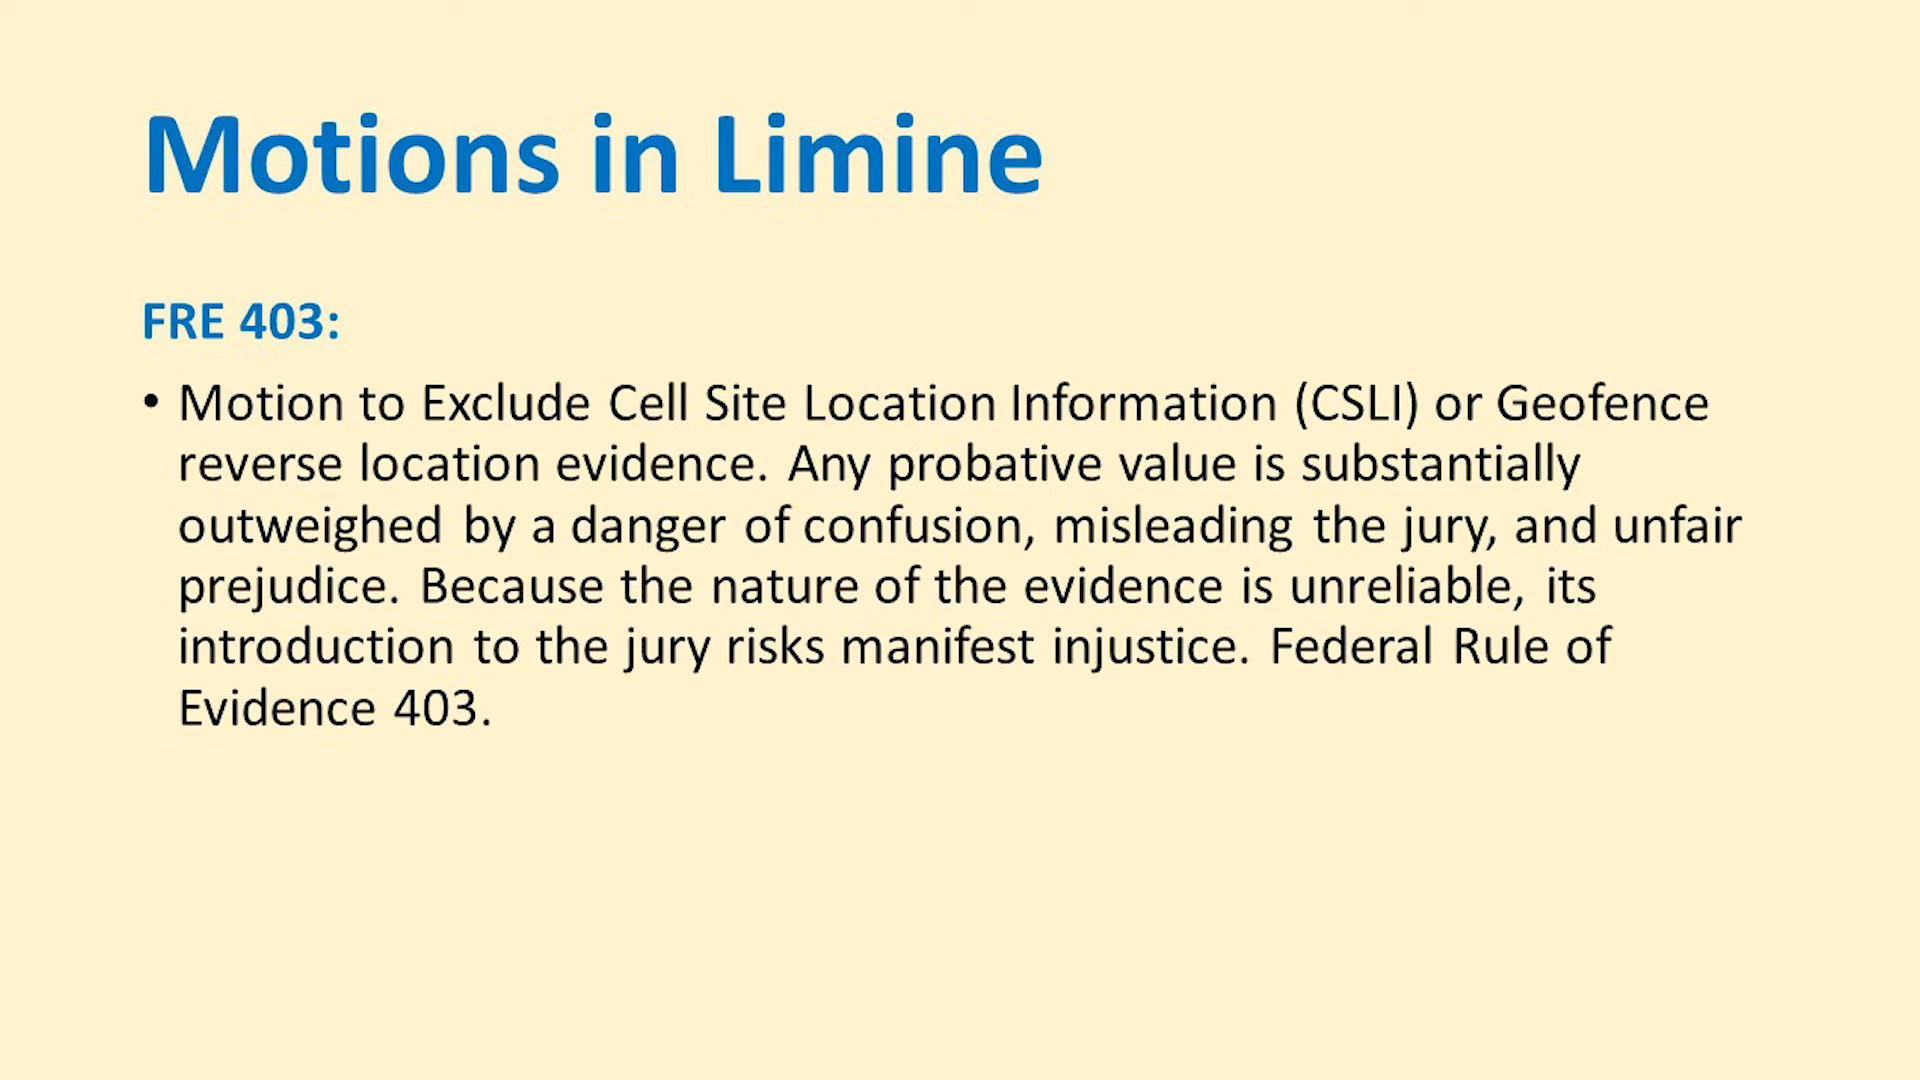 Motions in Limine
FRE 403:
• Motion to Exclude Cell Site Location Information (CSLI) or Geofence
reverse location evidence. Any probative value is substantially
outweighed by a danger of confusion, misleading the jury, and unfair
prejudice. Because the nature of the evidence is unreliable, its
introduction to the jury risks manifest injustice. Federal Rule of
Evidence 403.